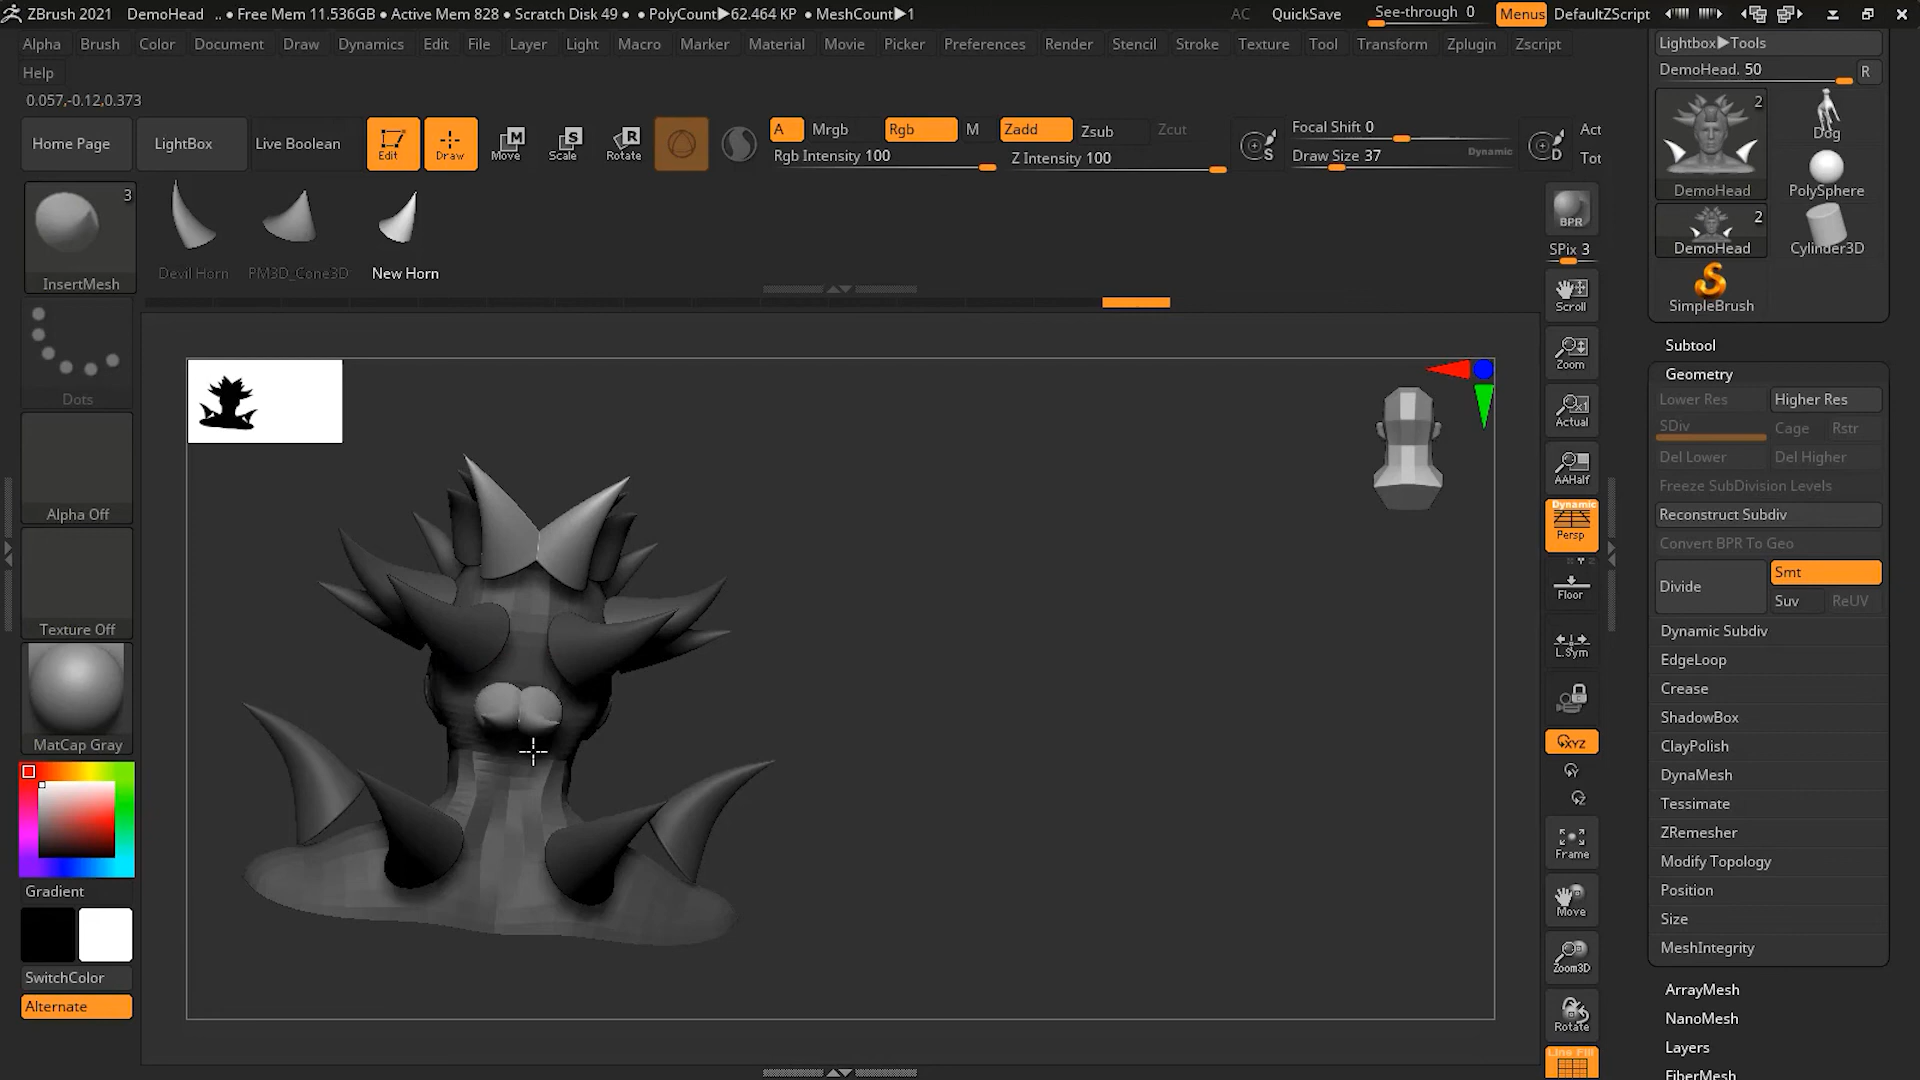 ZBrush 2021 DemoHead .. • Free Mem 11.536GB • Active Mem 828 • Scratch Disk 49 • • PolyCount▶62.464 KP • MeshCount▶1 AC QuickSave See-through 0 Menus DefaultZScript
Alpha Brush Color Document Draw Dynamics Edit File Layer Light Macro Marker Material Movie Picker Preferences Render Stencil Stroke Texture Tool Transform Zplugin Zscript
Help
0.057,-0.12,0.373
Home Page LightBox Live Boolean Edit Draw Move Scale Rotate
M S R
A Mrgb Rgb M Zadd Zsub Zcut
Rgb Intensity 100 Z Intensity 100
S Focal Shift 0
Draw Size 37 Dynamic
D Act
Tot
3
InsertMesh
Devil Horn PM3D_Cone3D New Horn
Dots
Alpha Off
Texture Off
MatCap Gray
Gradient
SwitchColor
Alternate
BPR
SPix 3
Scroll
Zoom
Actual
AAHalf
Dynamic
Persp
Floor
L.Sym
XYZ
Y
Z
Frame
Move
Zoom3D
Rotate
Line Fill
Lightbox▶Tools
DemoHead. 50 R
2
DemoHead
Dog
PolySphere
2
DemoHead
Cylinder3D
SimpleBrush
Subtool
Geometry
Lower Res Higher Res
SDiv Cage Rstr
Del Lower Del Higher
Freeze SubDivision Levels
Reconstruct Subdiv
Convert BPR To Geo
Divide Smt
Suv ReUV
Dynamic Subdiv
EdgeLoop
Crease
ShadowBox
ClayPolish
DynaMesh
Tessimate
ZRemesher
Modify Topology
Position
Size
MeshIntegrity
ArrayMesh
NanoMesh
Layers
FiberMesh